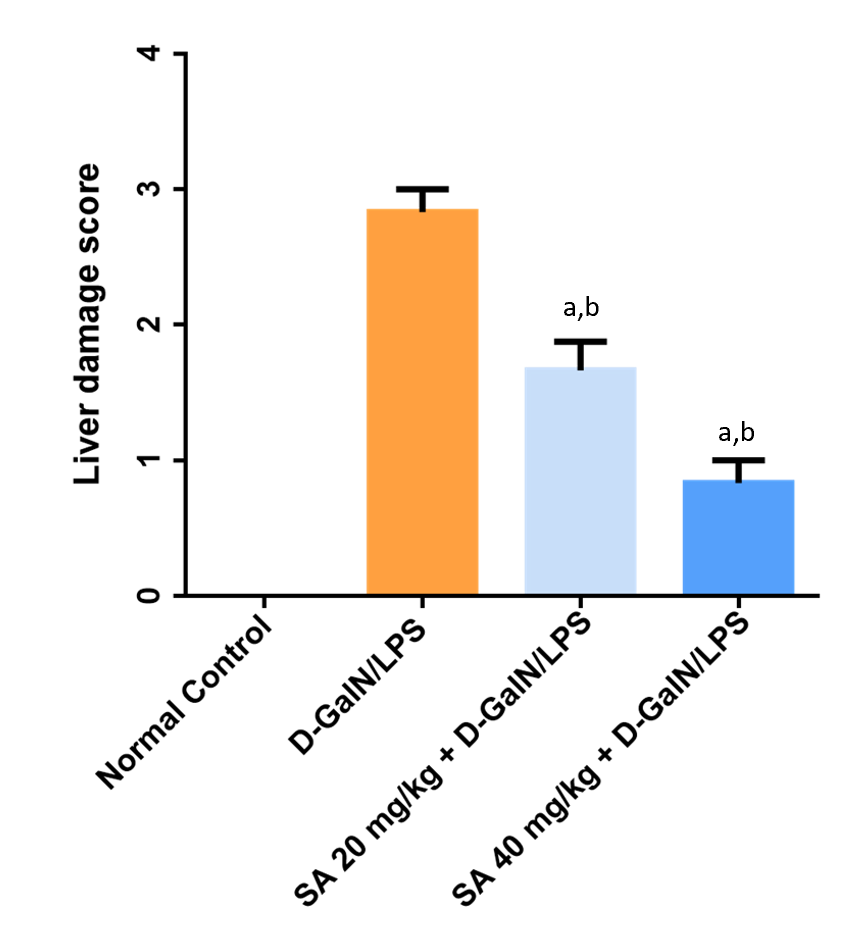 Liver damage score
4
3
2
1
0
a,b
a,b
Normal Control
D-GalN/LPS
SA 20 mg/kg + D-GalN/LPS
SA 40 mg/kg + D-GalN/LPS